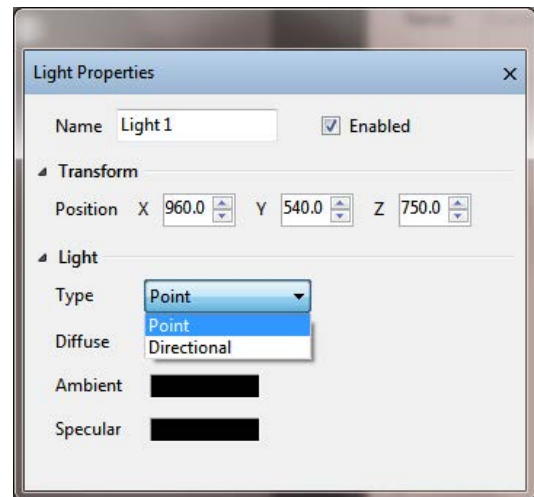 Light Properties
Name Light 1 Enabled
Transform
Position X 960.0 Y 540.0 Z 750.0
Light
Type Point
Point
Diffuse
Directional
Ambient
Specular